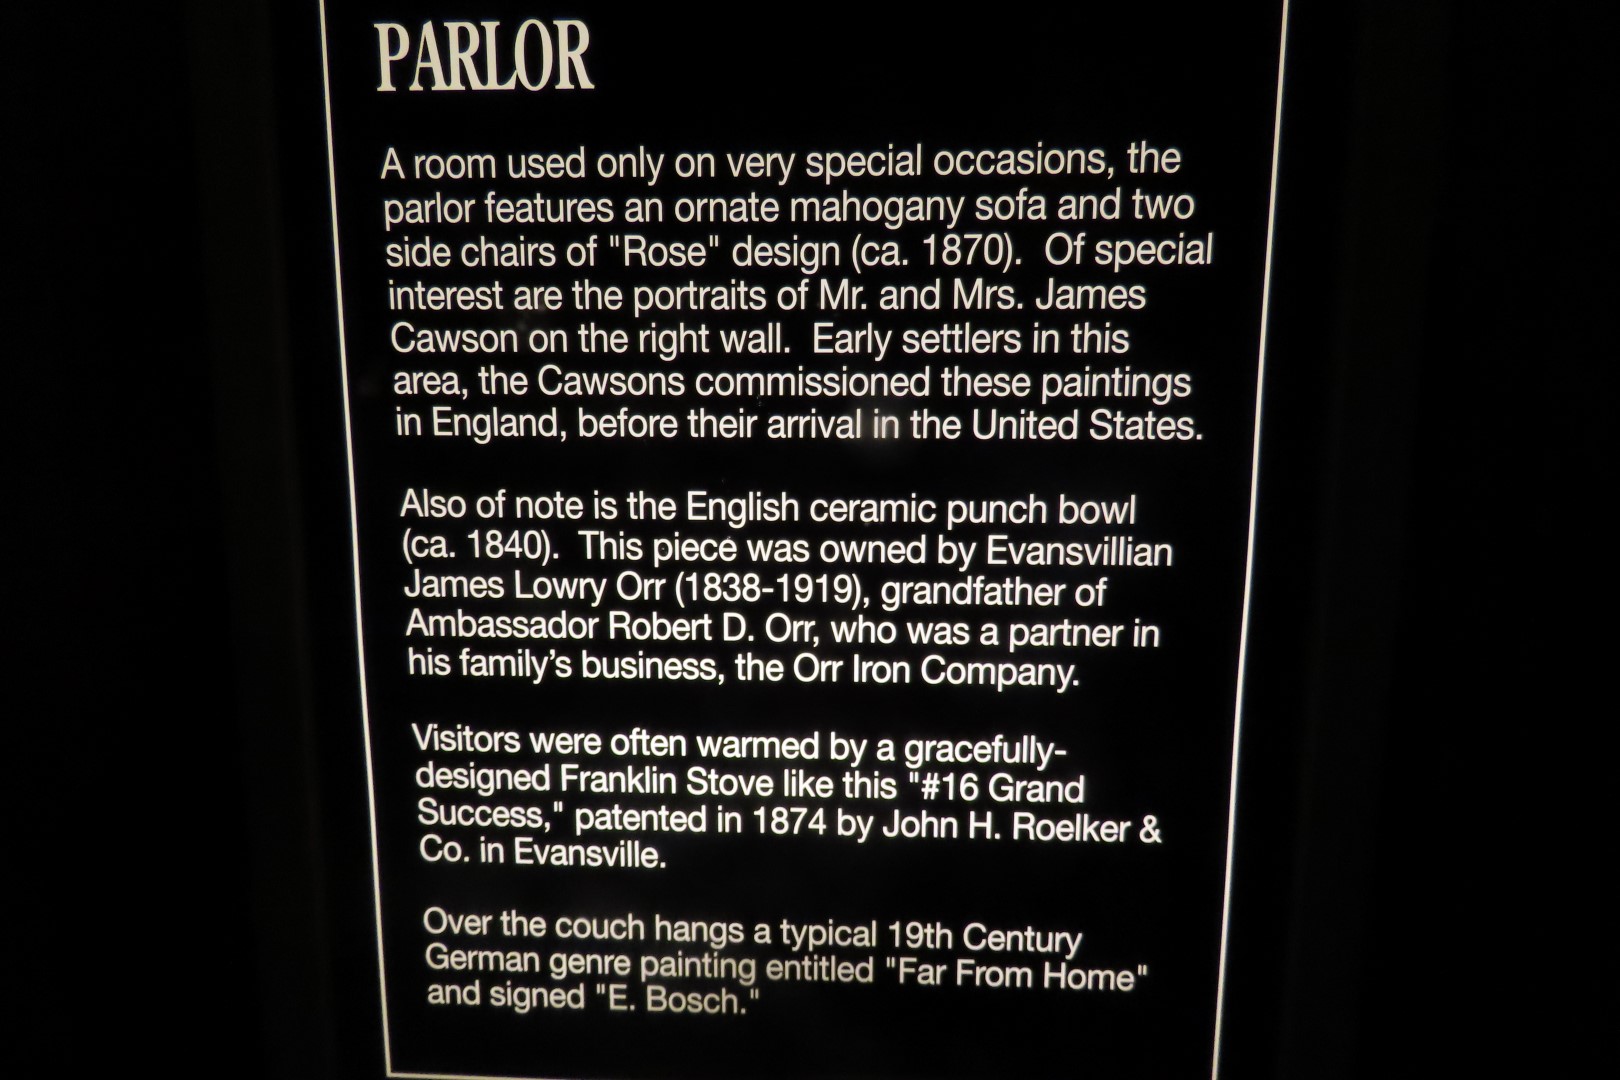 PARLOR
A room used only on very special occasions, the
parlor features an ornate mahogany sofa and two
side chairs of "Rose" design (ca. 1870).  Of special
interest are the portraits of Mr. and Mrs. James
Cawson on the right wall.  Early settlers in this
area, the Cawsons commissioned these paintings
in England, before their arrival in the United States.
Also of note is the English ceramic punch bowl
(ca. 1840).  This piece was owned by Evansvillian
James Lowry Orr (1838-1919), grandfather of
Ambassador Robert D. Orr, who was a partner in
his family's business, the Orr Iron Company.
Visitors were often warmed by a gracefully-
designed Franklin Stove like this "#16 Grand
Success," patented in 1874 by John H. Roelker &
Co. in Evansville.
Over the couch hangs a typical 19th Century
German genre painting entitled "Far From Home"
and signed "E. Bosch."